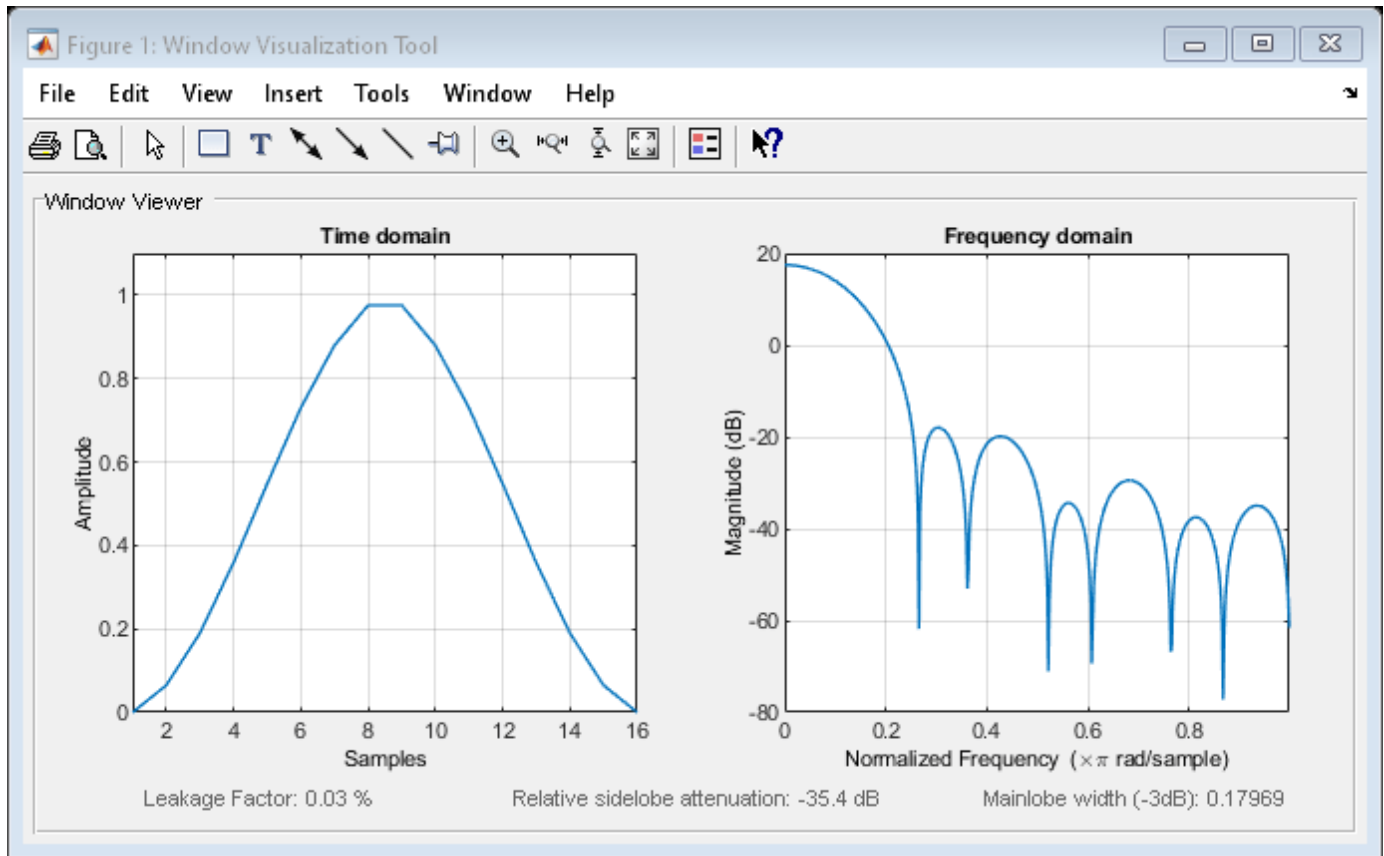 Figure 1: Window Visualization Tool
File Edit View Insert Tools Window Help
T
?
Window Viewer
Time domain
1
0.8
0.6
0.4
0.2
0
2 4 6 8 10 12 14 16
Amplitude
Samples
Frequency domain
20
0
-20
-40
-60
-80
0 0.2 0.4 0.6 0.8
Magnitude (dB)
Normalized Frequency (×π rad/sample)
Leakage Factor: 0.03 % Relative sidelobe attenuation: -35.4 dB Mainlobe width (-3dB): 0.17969